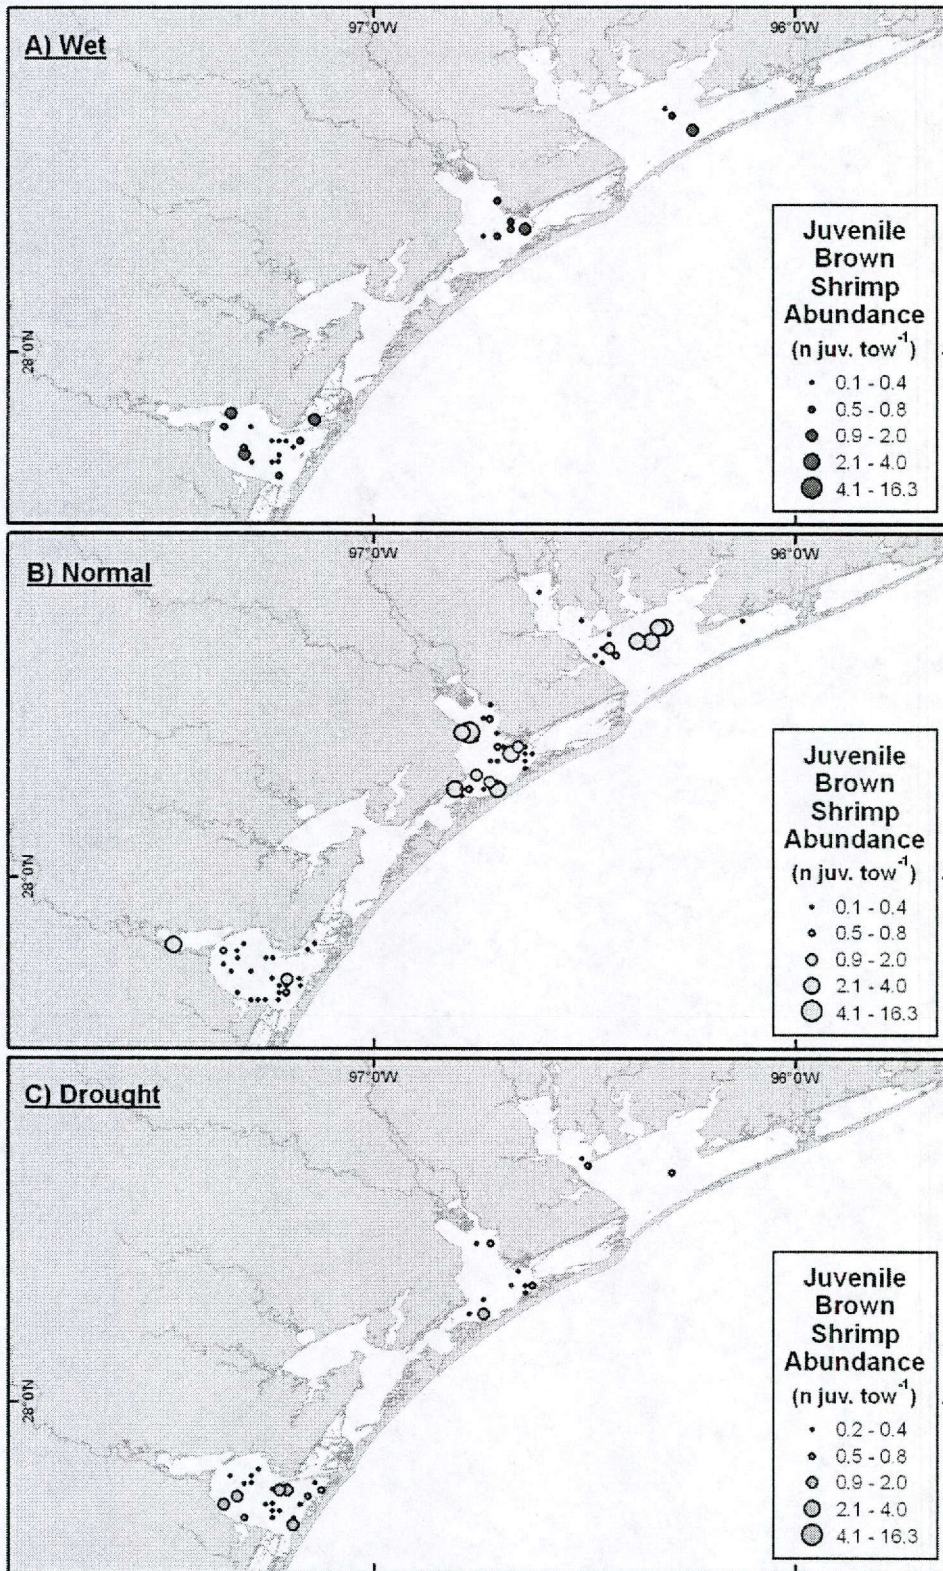 A) Wet
97°0'W
96°0'W
28°0'N
Juvenile
Brown
Shrimp
Abundance
(n juv. tow⁻¹)
0.1 - 0.4
0.5 - 0.8
0.9 - 2.0
2.1 - 4.0
4.1 - 16.3
B) Normal
97°0'W
96°0'W
28°0'N
Juvenile
Brown
Shrimp
Abundance
(n juv. tow⁻¹)
0.1 - 0.4
0.5 - 0.8
0.9 - 2.0
2.1 - 4.0
4.1 - 16.3
C) Drought
97°0'W
96°0'W
28°0'N
Juvenile
Brown
Shrimp
Abundance
(n juv. tow⁻¹)
0.2 - 0.4
0.5 - 0.8
0.9 - 2.0
2.1 - 4.0
4.1 - 16.3